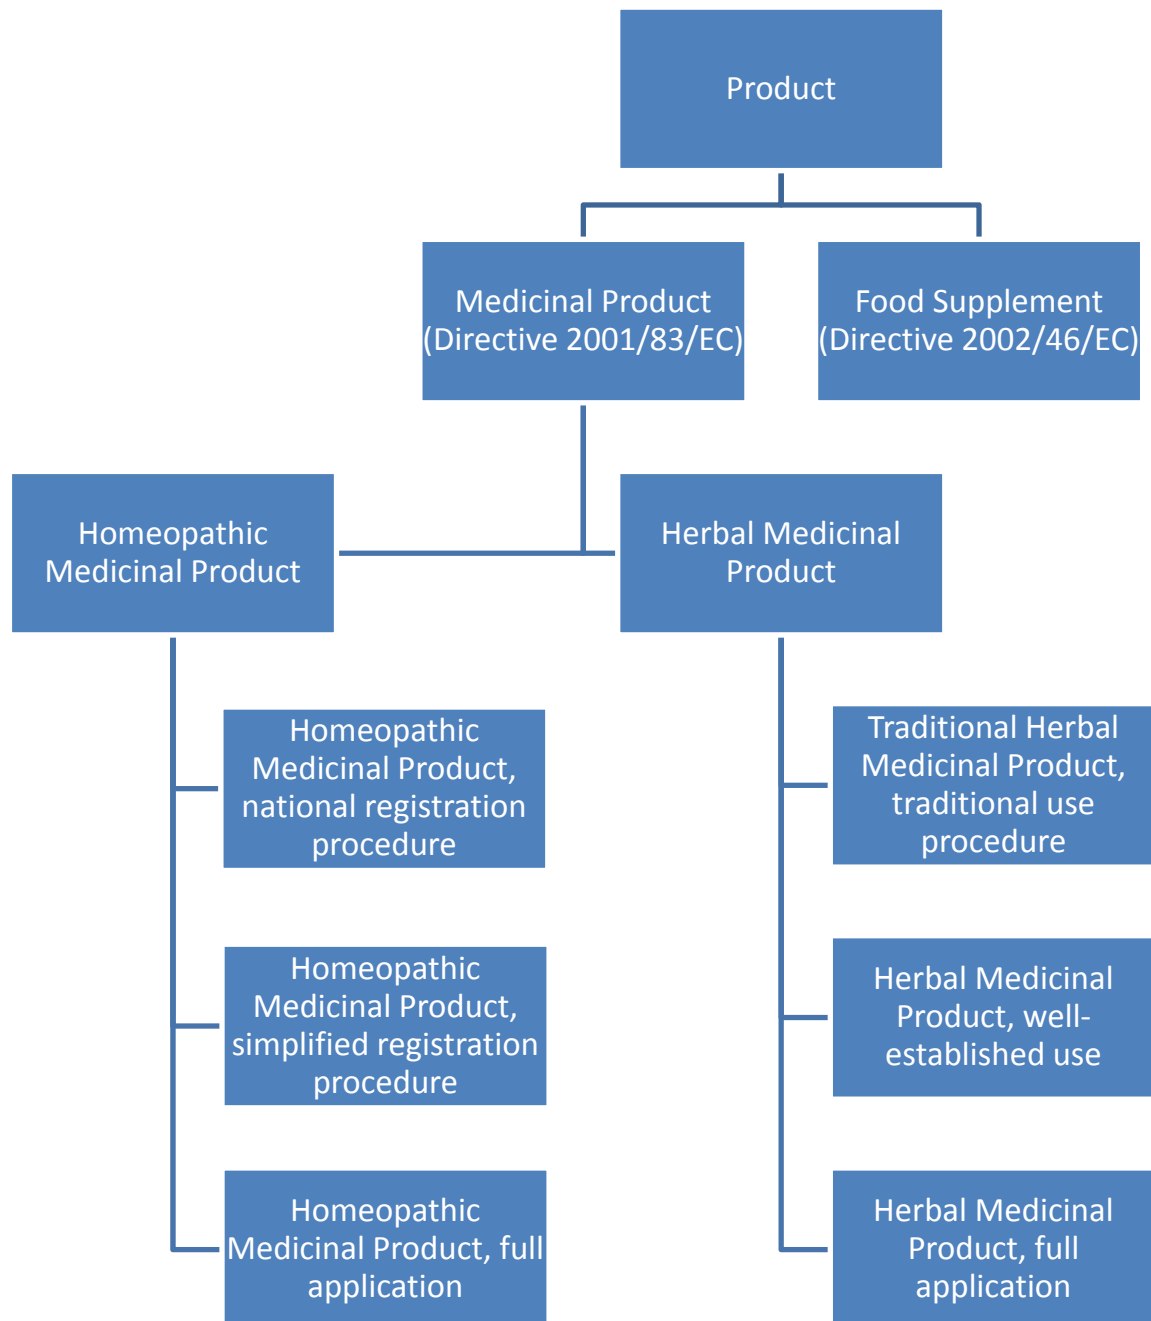 Product
Medicinal Product
(Directive 2001/83/EC)
Food Supplement
(Directive 2002/46/EC)
Homeopathic
Medicinal Product
Herbal Medicinal
Product
Homeopathic
Medicinal Product,
national registration
procedure
Homeopathic
Medicinal Product,
simplified registration
procedure
Homeopathic
Medicinal Product, full
application
Traditional Herbal
Medicinal Product,
traditional use
procedure
Herbal Medicinal
Product, well-
established use
Herbal Medicinal
Product, full
application